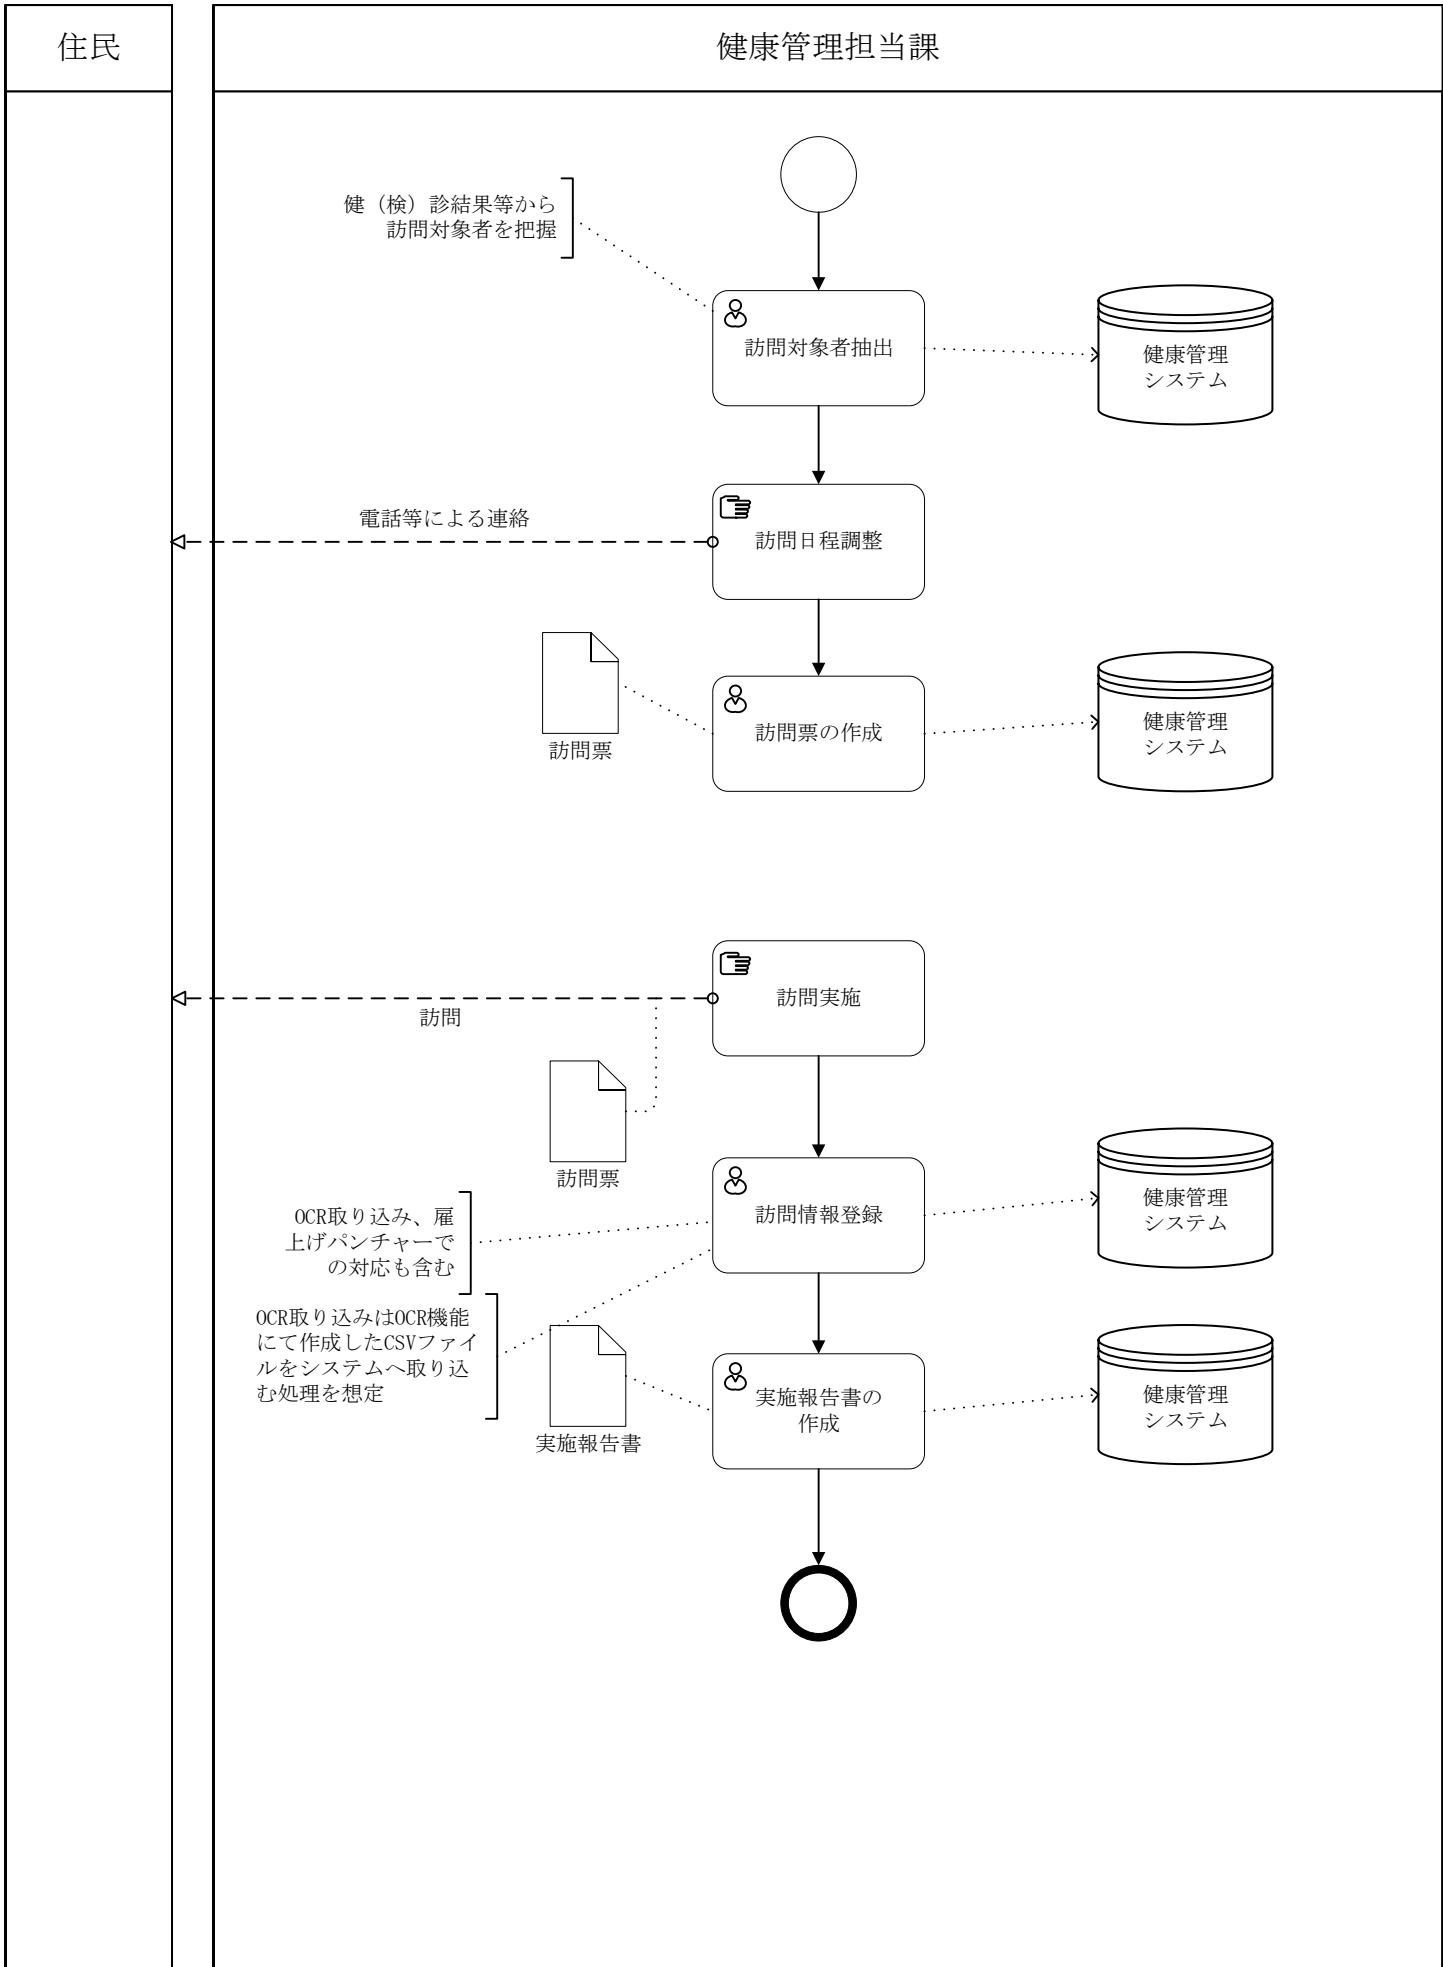 住民
健康管理担当課
健（検）診結果等から
訪問対象者を把握
訪問対象者抽出
健康管理
システム
電話等による連絡
訪問日程調整
訪問票
訪問票の作成
健康管理
システム
訪問実施
訪問
訪問票
OCR取り込み、雇
上げパンチャーで
の対応も含む
訪問情報登録
健康管理
システム
OCR取り込みはOCR機能
にて作成したCSVファイ
ルをシステムへ取り込
む処理を想定
実施報告書
実施報告書の
作成
健康管理
システム